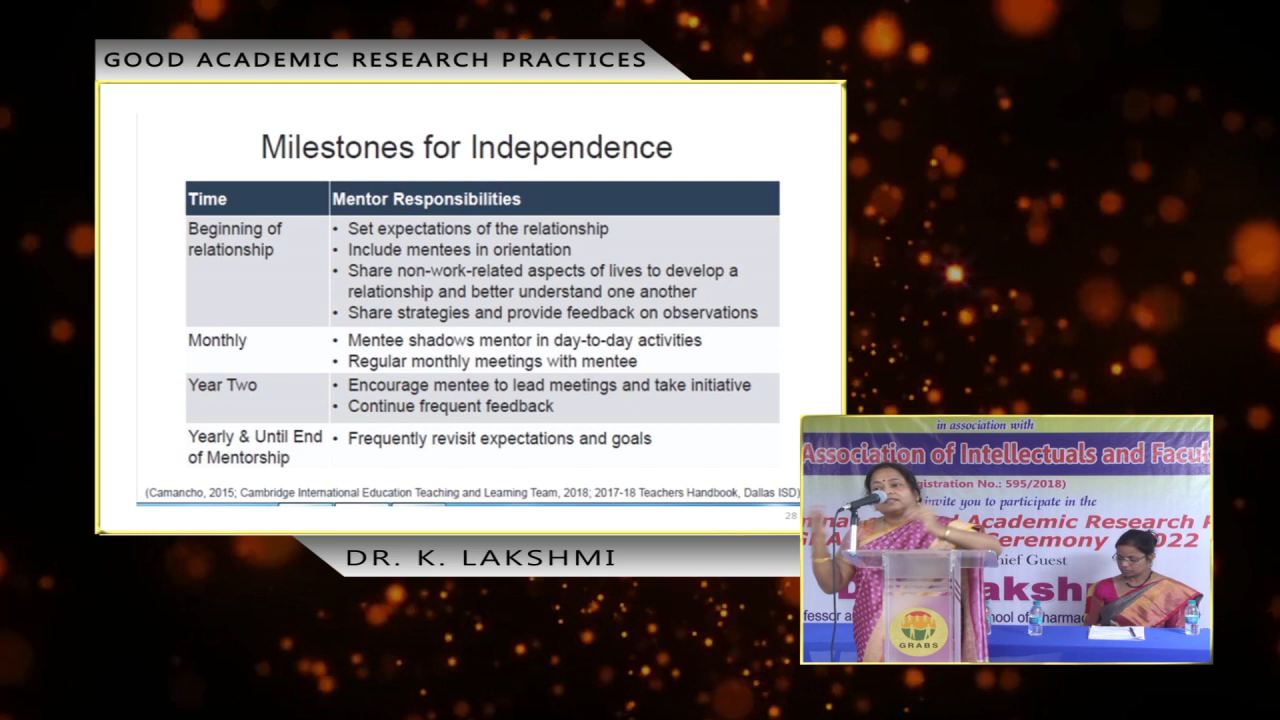 GOOD ACADEMIC RESEARCH PRACTICES
Milestones for Independence
Time Mentor Responsibilities
Beginning of relationship
• Set expectations of the relationship
• Include mentees in orientation
• Share non-work-related aspects of lives to develop a
relationship and better understand one another
• Share strategies and provide feedback on observations
Monthly
• Mentee shadows mentor in day-to-day activities
• Regular monthly meetings with mentee
Year Two
• Encourage mentee to lead meetings and take initiative
• Continue frequent feedback
Yearly & Until End
of Mentorship
• Frequently revisit expectations and goals
(Camancho, 2015; Cambridge International Education Teaching and Learning Team, 2018; 2017-18 Teachers Handbook, Dallas ISD)
28
DR. K. LAKSHMI
in association with
Association of Intellectuals and Facul
gistration No.: 595/2018)
invite you to participate in the
Academic Research
Ceremony 2022
hief Guest
aksh
fessor a
GRABS